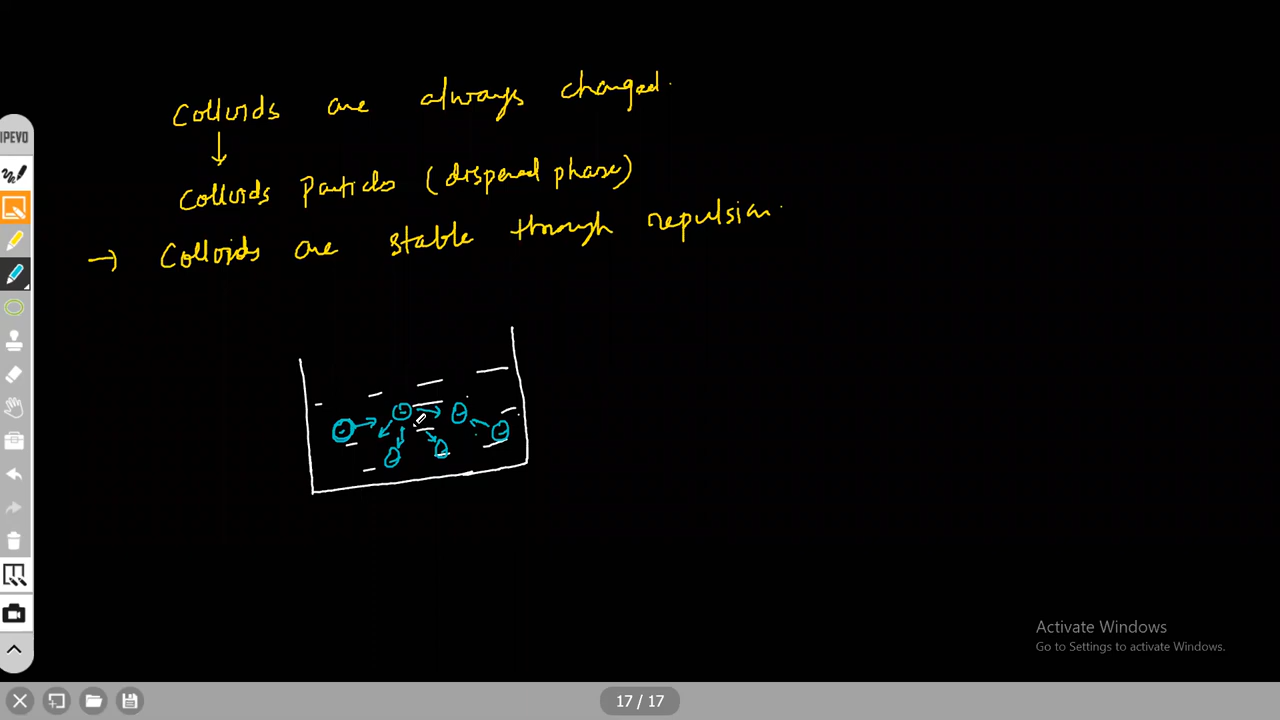 Colloids are always charged.
Colloids Particles (dispersed phase)
→ Colloids are stable through repulsion.
IPEVO
Activate Windows
Go to Settings to activate Windows.
17 / 17